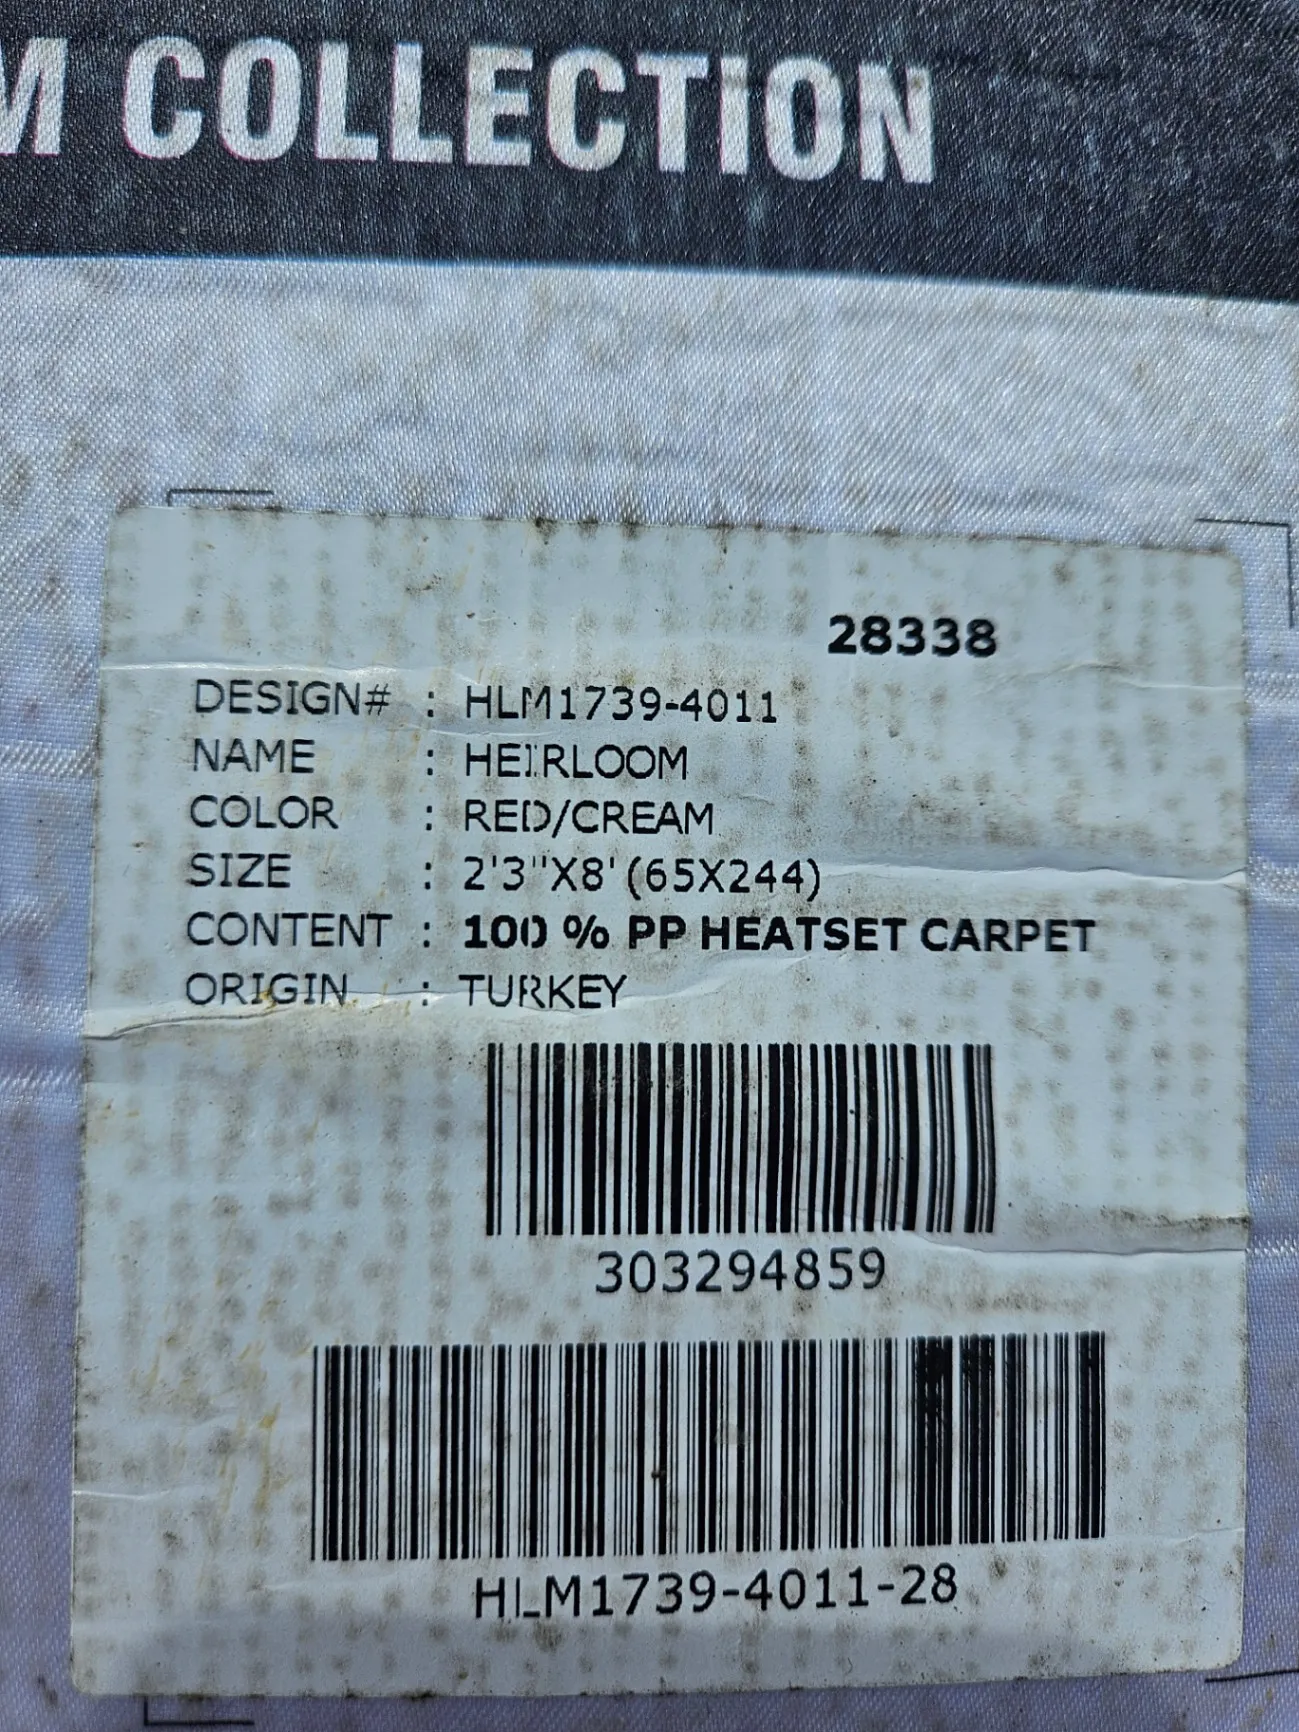 M COLLECTION
28338
DESIGN# : HLM1739-4011
NAME : HEIRLOOM
COLOR : RED/CREAM
SIZE : 2'3"X8' (65X244)
CONTENT : 100 % PP HEATSET CARPET
ORIGIN : TURKEY
303294859
HLM1739-4011-28